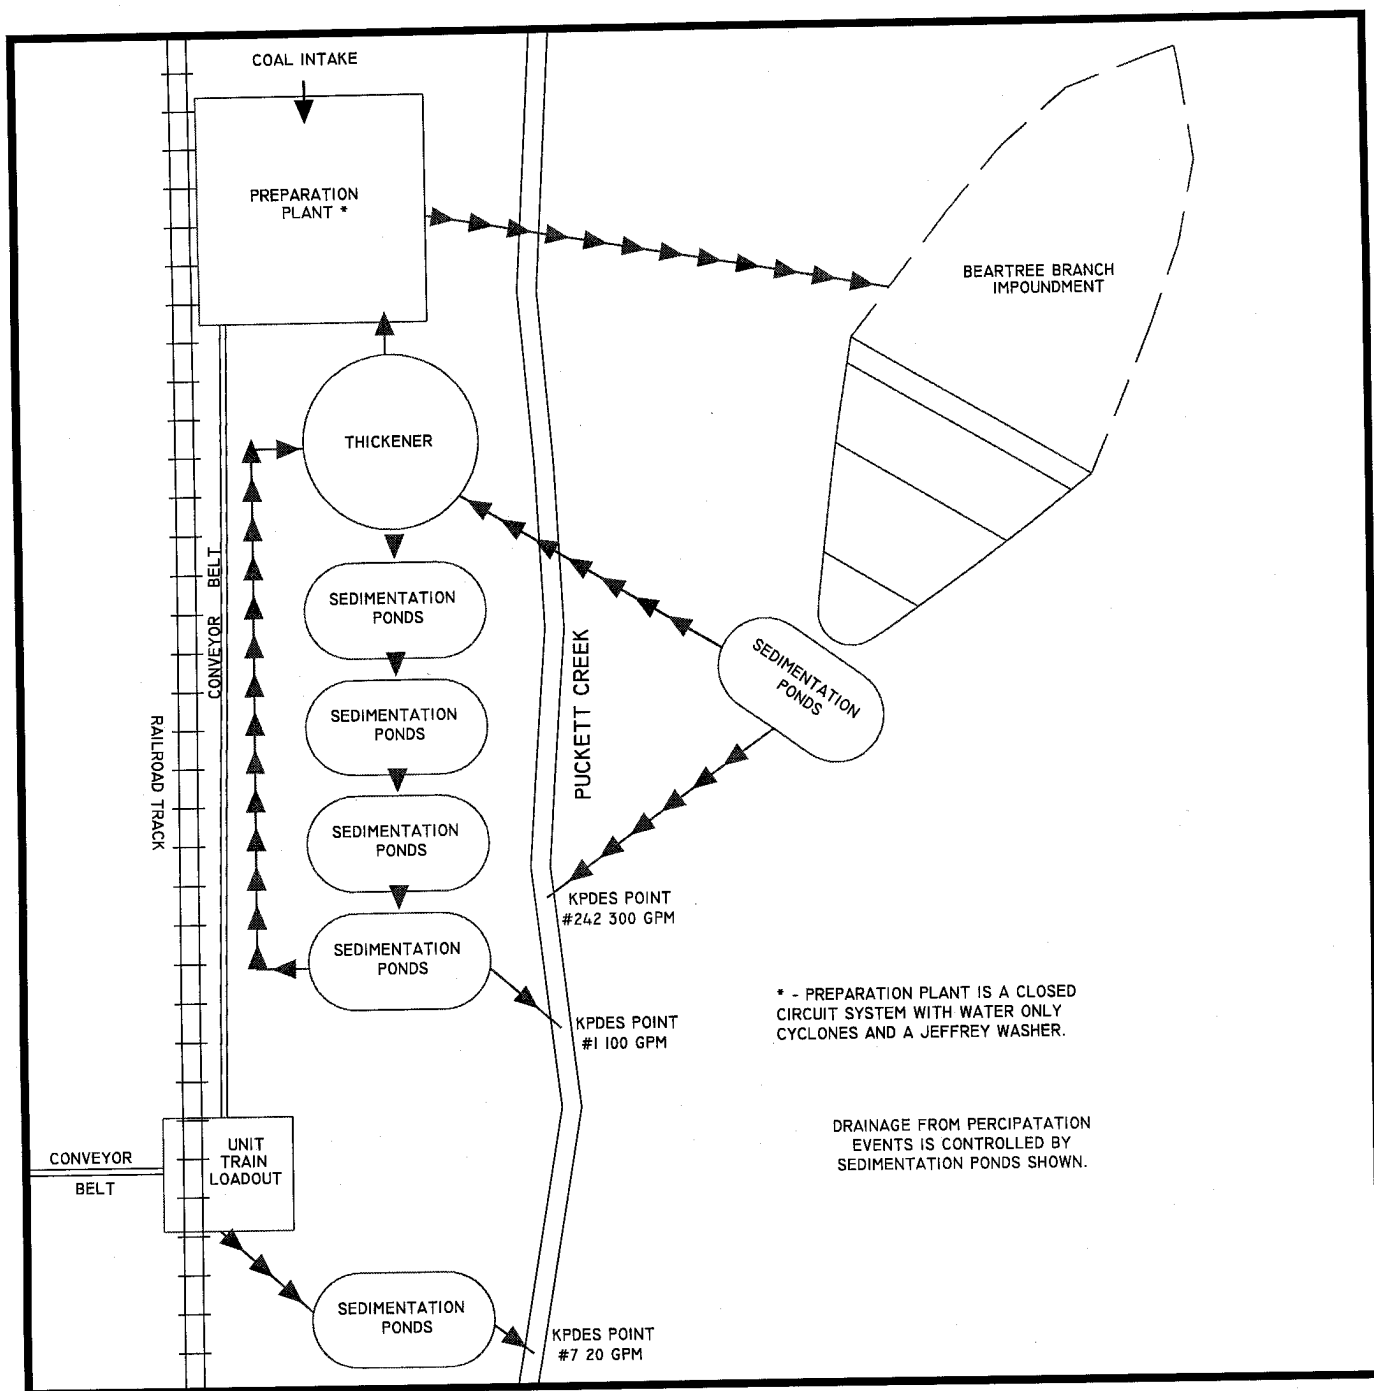 COAL INTAKE
PREPARATION
PLANT *
BEARTREE BRANCH
IMPOUNDMENT
THICKENER
CONVEYOR BELT
SEDIMENTATION
PONDS
SEDIMENTATION
PONDS
SEDIMENTATION
PONDS
SEDIMENTATION
PONDS
RAILROAD TRACK
PUCKETT CREEK
SEDIMENTATION
PONDS
KPDES POINT
#242 300 GPM
KPDES POINT
#1 100 GPM
* - PREPARATION PLANT IS A CLOSED
CIRCUIT SYSTEM WITH WATER ONLY
CYCLONES AND A JEFFREY WASHER.
DRAINAGE FROM PERCIPATATION
EVENTS IS CONTROLLED BY
SEDIMENTATION PONDS SHOWN.
CONVEYOR
BELT
UNIT
TRAIN
LOADOUT
SEDIMENTATION
PONDS
KPDES POINT
#7 20 GPM